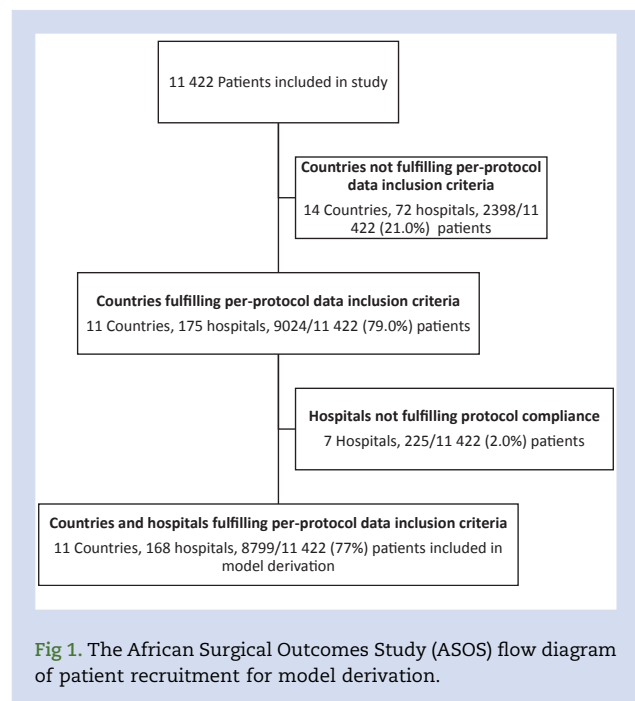 11 422 Patients included in study
Countries not fulfilling per-protocol
data inclusion criteria
14 Countries, 72 hospitals, 2398/11
422 (21.0%) patients
Countries fulfilling per-protocol data inclusion criteria
11 Countries, 175 hospitals, 9024/11 422 (79.0%) patients
Hospitals not fulfilling protocol compliance
7 Hospitals, 225/11 422 (2.0%) patients
Countries and hospitals fulfilling per-protocol data inclusion criteria
11 Countries, 168 hospitals, 8799/11 422 (77%) patients included in
model derivation
Fig 1. The African Surgical Outcomes Study (ASOS) flow diagram
of patient recruitment for model derivation.